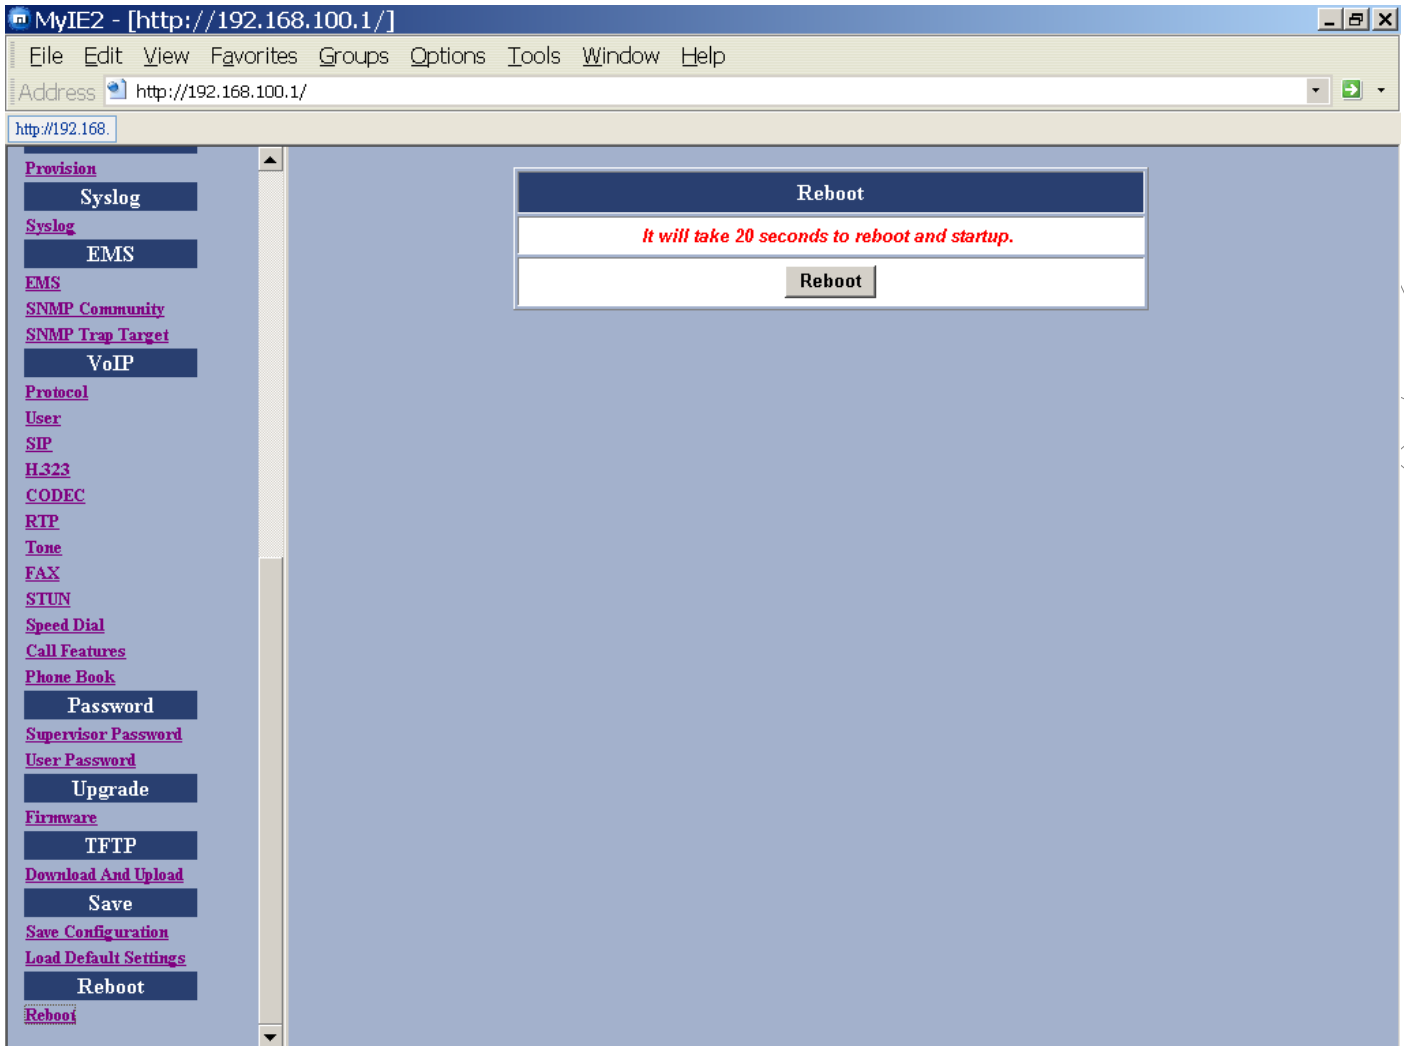 MyIE2 - [http://192.168.100.1/]
File Edit View Favorites Groups Options Tools Window Help
Address http://192.168.100.1/
http://192.168.
Provision
Syslog
Syslog
EMS
EMS
SNMP Community
SNMP Trap Target
VoIP
Protocol
User
SIP
H.323
CODEC
RTP
Tone
FAX
STUN
Speed Dial
Call Features
Phone Book
Password
Supervisor Password
User Password
Upgrade
Firmware
TFTP
Download And Upload
Save
Save Configuration
Load Default Settings
Reboot
Reboot
Reboot
It will take 20 seconds to reboot and startup.
Reboot